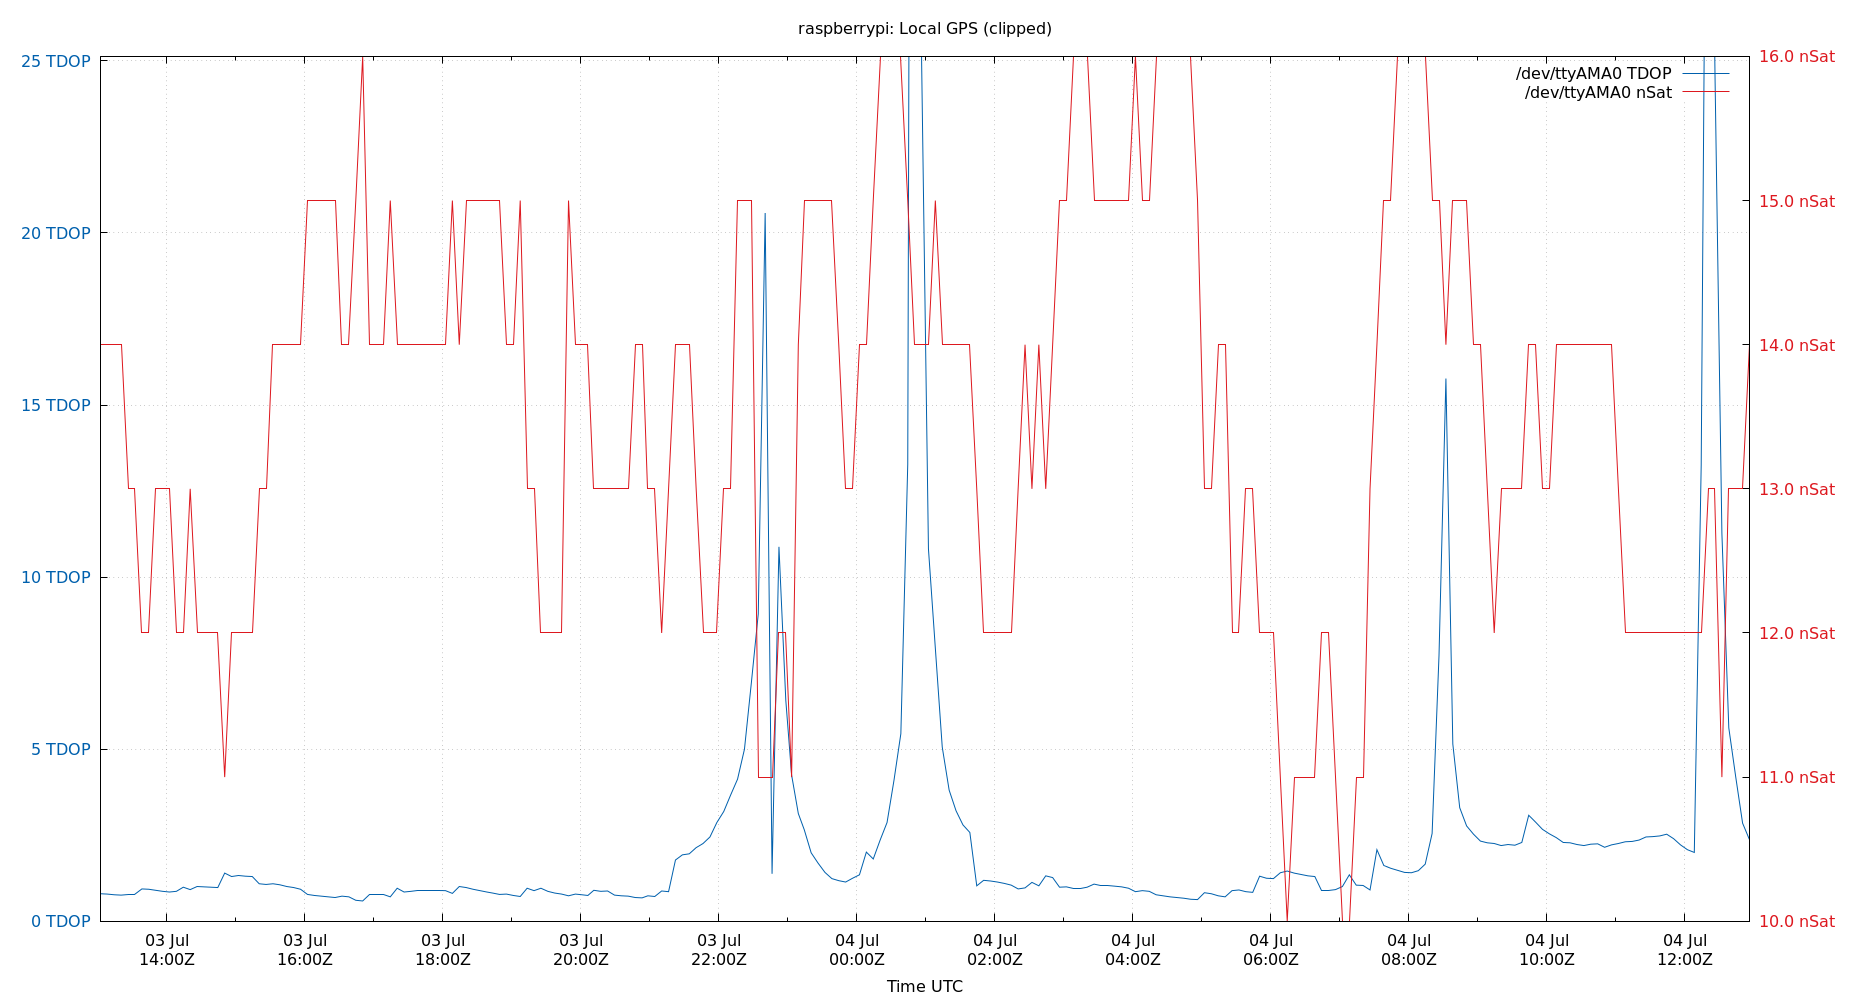 raspberrypi: Local GPS (clipped)
25 TDOP
20 TDOP
15 TDOP
10 TDOP
5 TDOP
0 TDOP
16.0 nSat
15.0 nSat
14.0 nSat
13.0 nSat
12.0 nSat
11.0 nSat
10.0 nSat
/dev/ttyAMA0 TDOP
/dev/ttyAMA0 nSat
03 Jul 03 Jul 03 Jul 03 Jul 03 Jul 04 Jul 04 Jul 04 Jul 04 Jul 04 Jul 04 Jul 04 Jul
14:00Z 16:00Z 18:00Z 20:00Z 22:00Z 00:00Z 02:00Z 04:00Z 06:00Z 08:00Z 10:00Z 12:00Z
Time UTC